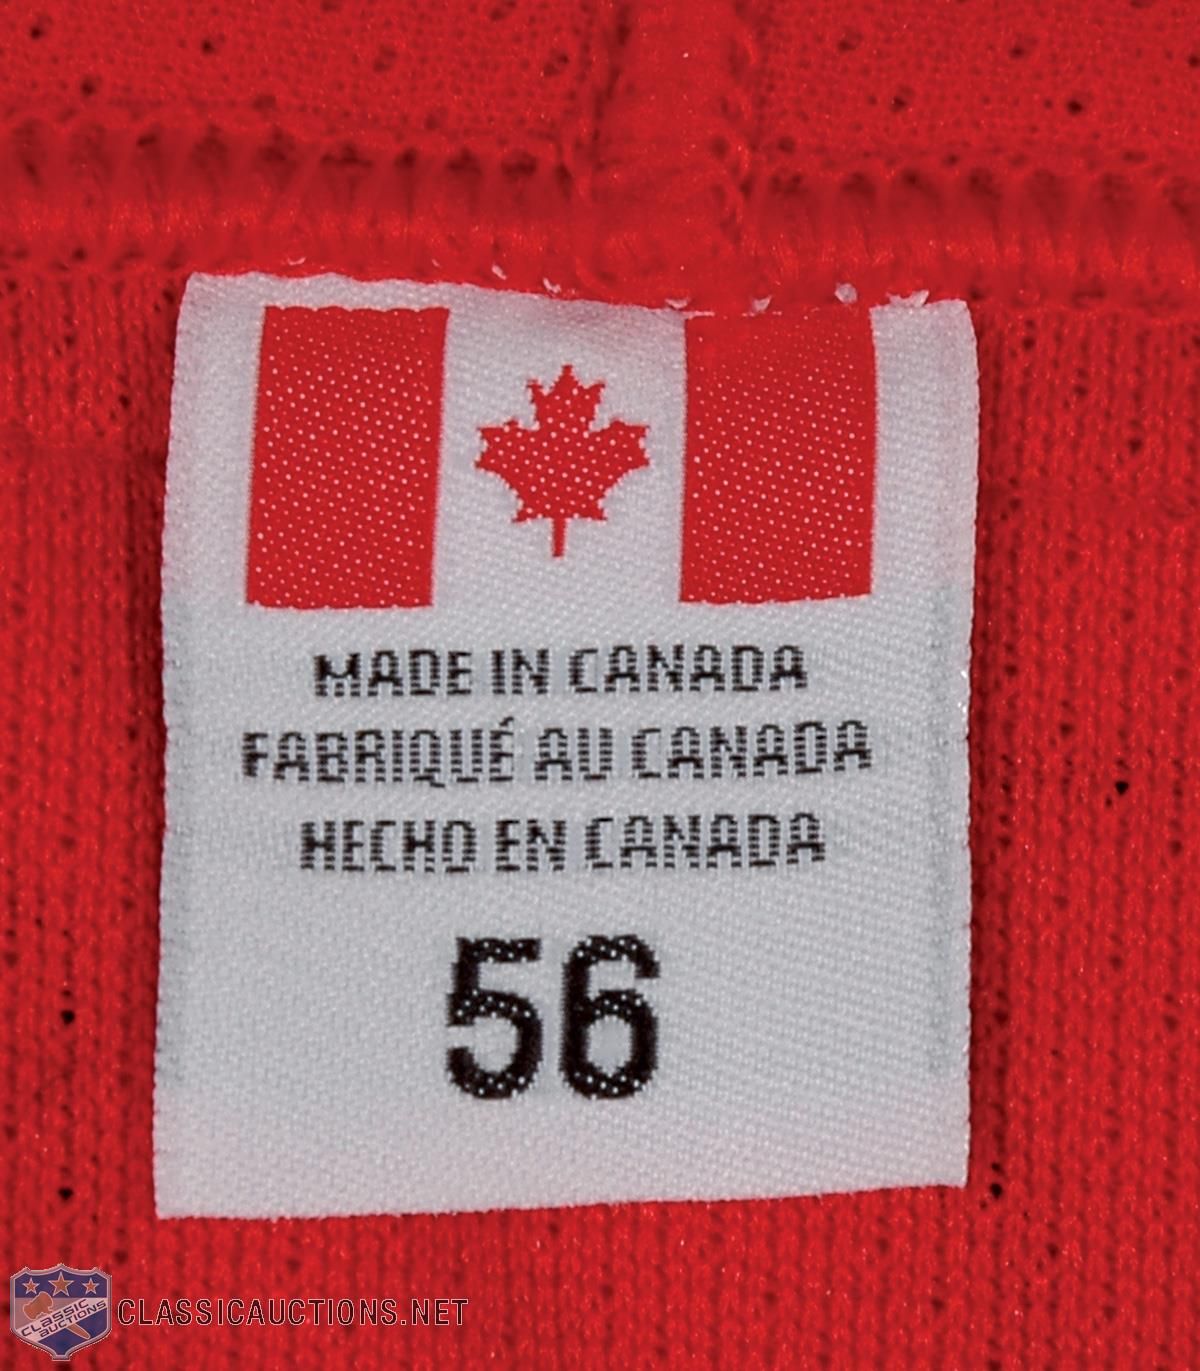 MADE IN CANADA
FABRIQUÉ AU CANADA
HECHO EN CANADA
56
CLASSIC
AUCTIONS
CLASSICAUCTIONS.NET